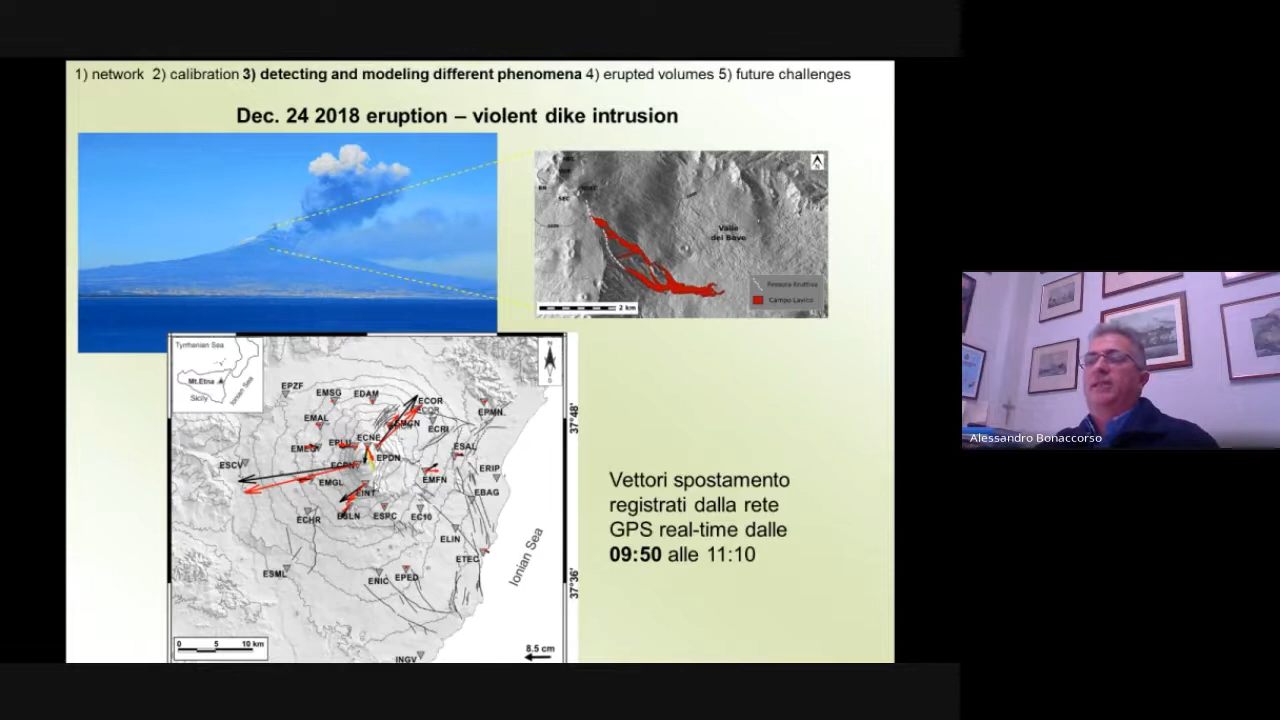 1) network 2) calibration 3) detecting and modeling different phenomena 4) erupted volumes 5) future challenges
Dec. 24 2018 eruption – violent dike intrusion
Valle
del Bove
Fessura Eruttiva
Campo Lavico
2 km
Tyrrhenian Sea
Mt.Etna
Sicily
Ionian Sea
N
EPZF
EMSG
EDAM
ECOR
EPMN
EMAL
ECRI
ECNE
EPLU
ESAL
EPDN
ESCV
EMGL
EMFN
ERIP
EINT
EBAG
ECHR
ESLN
ESPC
EC10
ELIN
ETEC
ESML
ENIC
EPED
INGV
Ionian Sea
37°48'
37°36'
0 5 10 km
8.5 cm
Vettori spostamento
registrati dalla rete
GPS real-time dalle
09:50 alle 11:10
Alessandro Bonaccorso